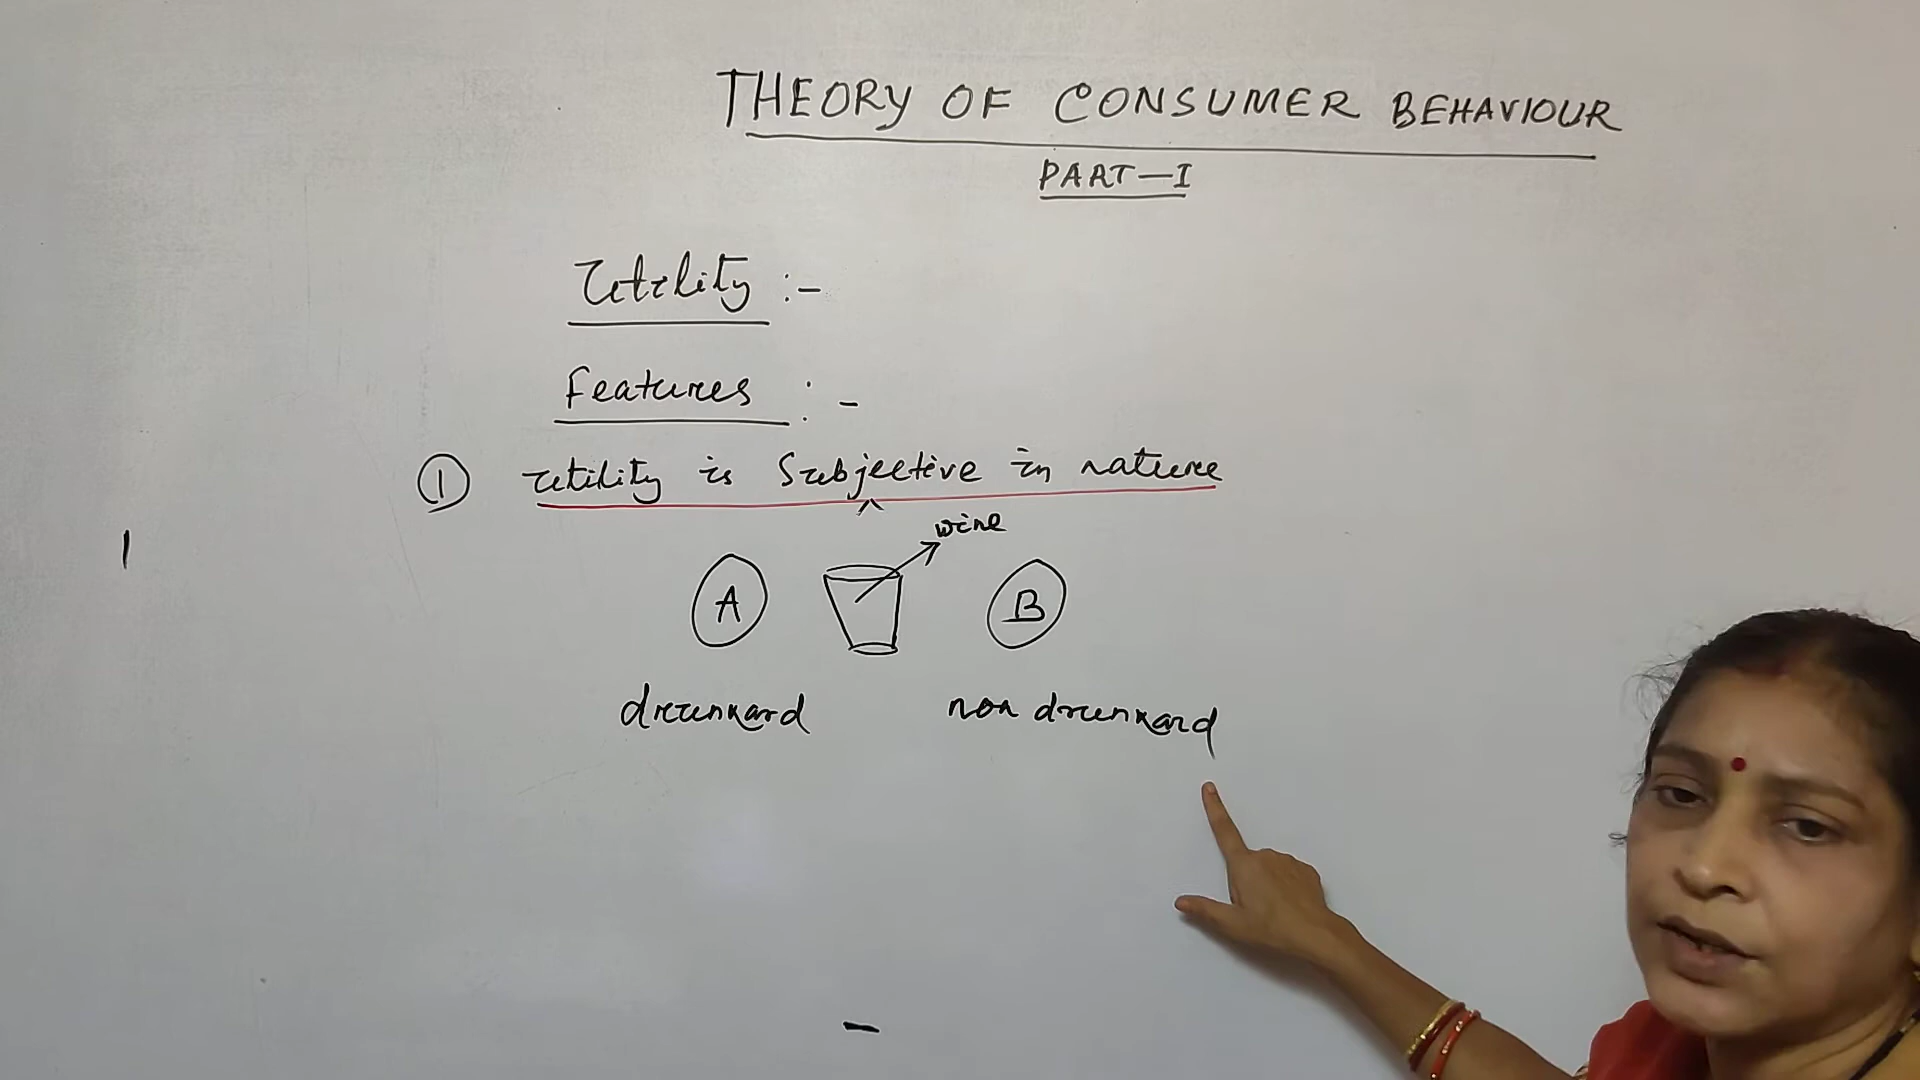 THEORY OF CONSUMER BEHAVIOUR
PART-I
Utility :-
Features :-
① utility is Subjective in nature
wine
A B
drunkard non drunkard